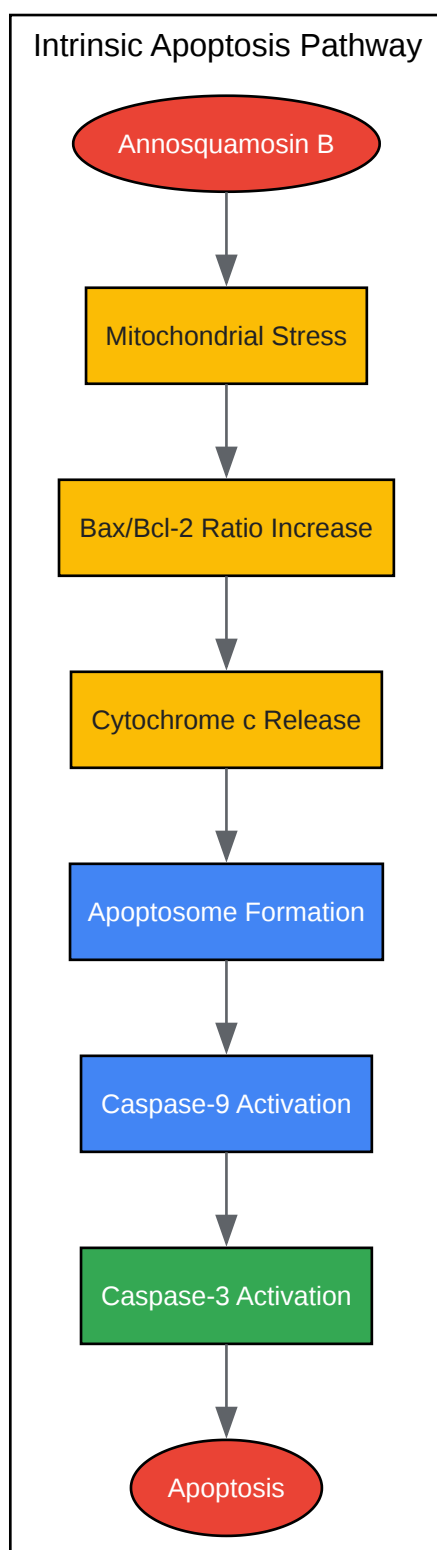 Intrinsic Apoptosis Pathway
Annosquamosin B
Mitochondrial Stress
Bax/Bcl-2 Ratio Increase
Cytochrome c Release
Apoptosome Formation
Caspase-9 Activation
Caspase-3 Activation
Apoptosis